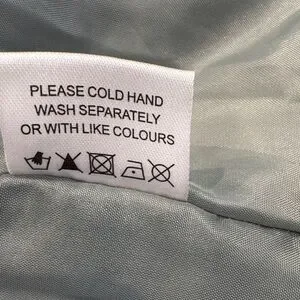 PLEASE COLD HAND
WASH SEPARATELY
OR WITH LIKE COLOURS